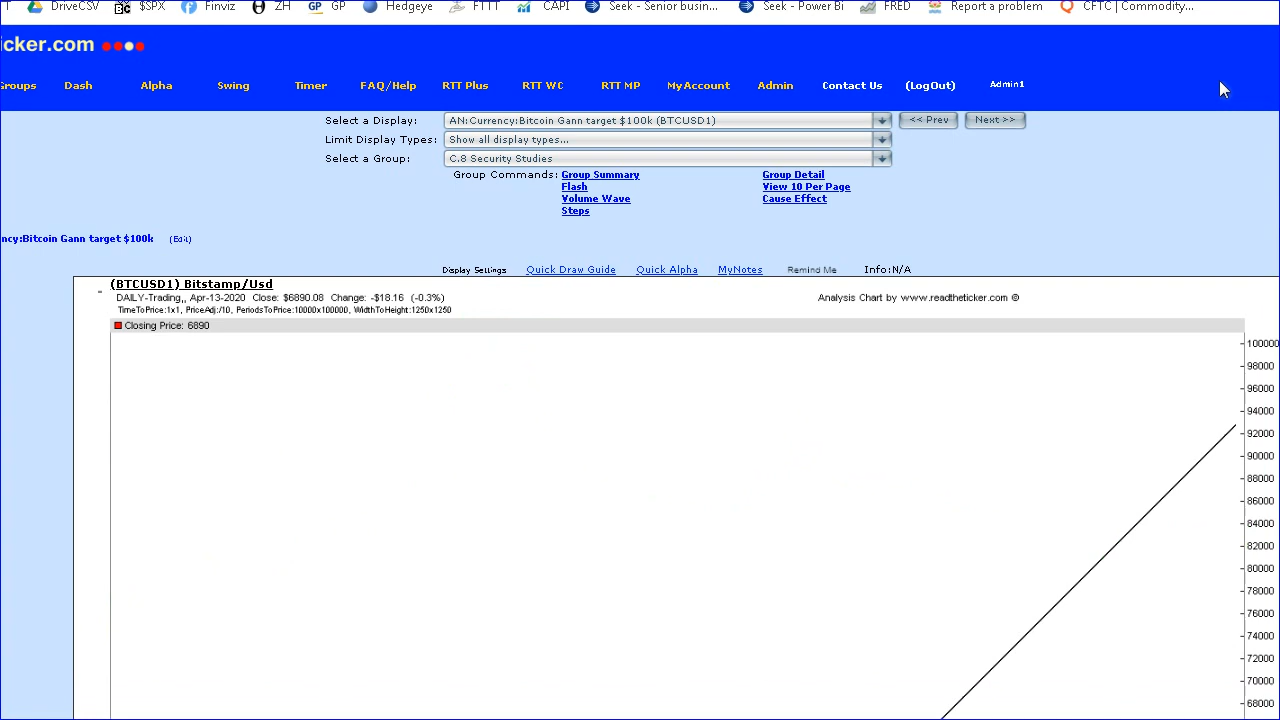 DriveCSV $SPX Finviz ZH GP GP Hedgeye FTTT CAPI Seek - Senior busin... Seek - Power Bi FRED Report a problem CFTC | Commodity...
icker.com
Groups Dash Alpha Swing Timer FAQ/Help RTT Plus RTT WC RTT MP MyAccount Admin Contact Us (LogOut) Admin1
Select a Display: AN:Currency:Bitcoin Gann target $100k (BTCUSD1) << Prev Next >>
Limit Display Types: Show all display types...
Select a Group: C.8 Security Studies
Group Commands: Group Summary Group Detail
Flash View 10 Per Page
Volume Wave Cause Effect
Steps
ncy:Bitcoin Gann target $100k (Edit)
Display Settings Quick Draw Guide Quick Alpha MyNotes Remind Me Info:N/A
(BTCUSD1) Bitstamp/Usd
DAILY-Trading,, Apr-13-2020 Close: $6890.08 Change: -$18.16 (-0.3%) Analysis Chart by www.readtheticker.com ©
TimeToPrice:1x1, PriceAdj:/10, PeriodsToPrice:10000x100000, WidthToHeight:1250x1250
Closing Price: 6890
100000
98000
96000
94000
92000
90000
88000
86000
84000
82000
80000
78000
76000
74000
72000
70000
68000